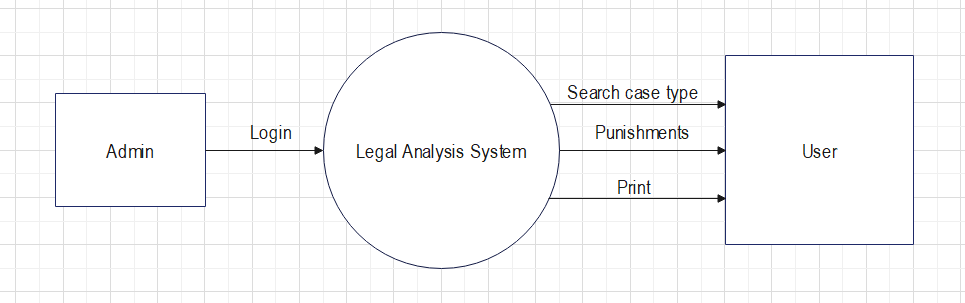 Admin
Login
Legal Analysis System
Search case type
Punishments
Print
User